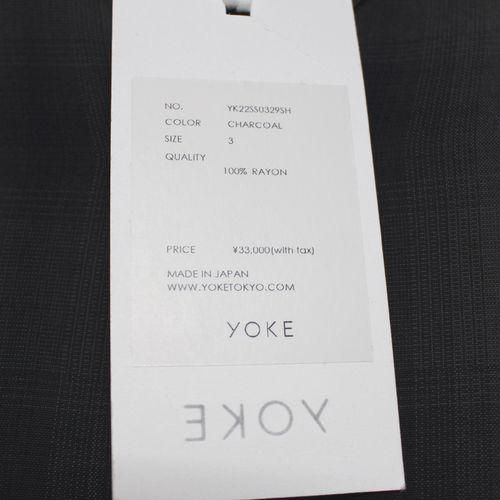 NO. YK22SS0329SH
COLOR CHARCOAL
SIZE 3
QUALITY
100% RAYON
PRICE ¥33,000(with tax)
MADE IN JAPAN
WWW.YOKETOKYO.COM
YOKE
YOKE